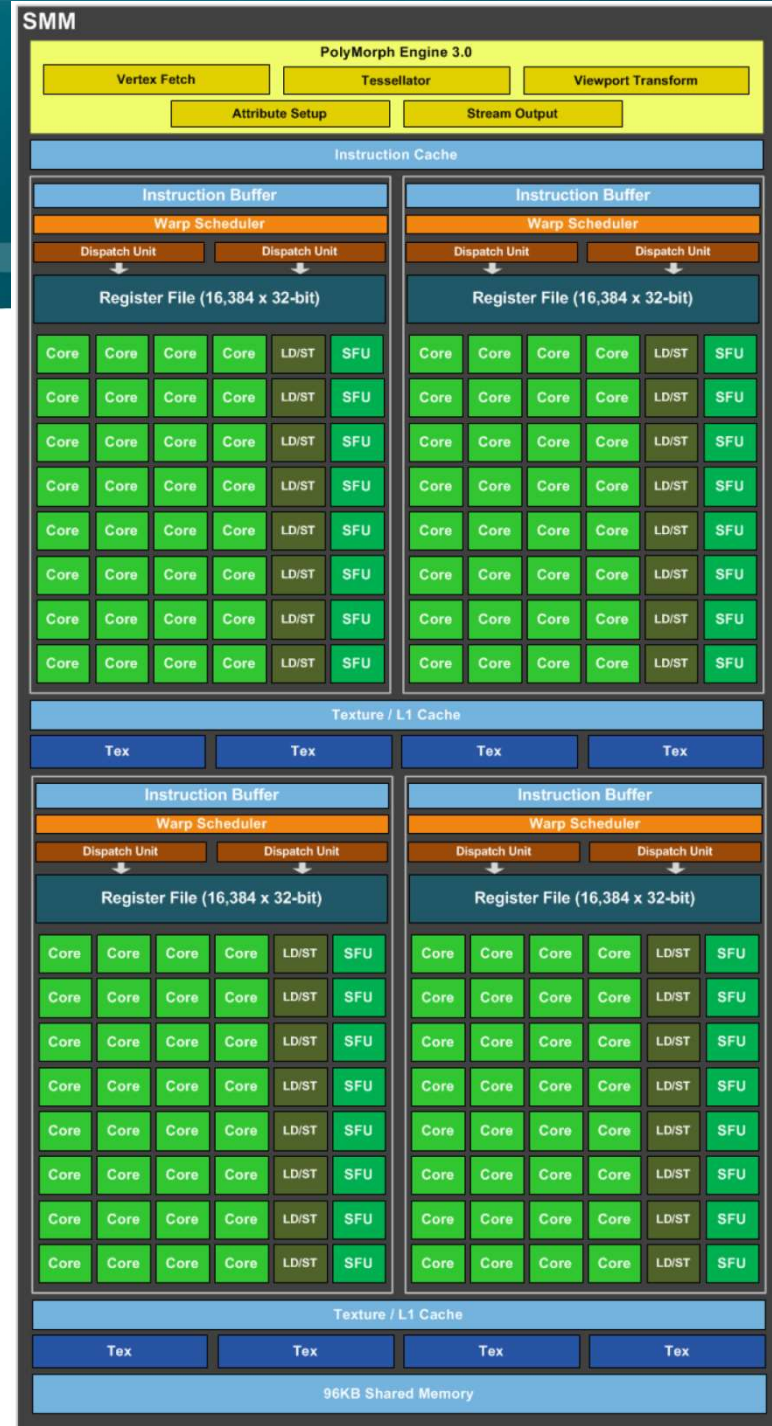 SMM
PolyMorph Engine 3.0
Vertex Fetch Tessellator Viewport Transform
Attribute Setup Stream Output
Instruction Cache
Instruction Buffer Instruction Buffer
Warp Scheduler Warp Scheduler
Dispatch Unit Dispatch Unit Dispatch Unit Dispatch Unit
Register File (16,384 x 32-bit) Register File (16,384 x 32-bit)
Core Core Core Core LD/ST SFU Core Core Core Core LD/ST SFU
Core Core Core Core LD/ST SFU Core Core Core Core LD/ST SFU
Core Core Core Core LD/ST SFU Core Core Core Core LD/ST SFU
Core Core Core Core LD/ST SFU Core Core Core Core LD/ST SFU
Core Core Core Core LD/ST SFU Core Core Core Core LD/ST SFU
Core Core Core Core LD/ST SFU Core Core Core Core LD/ST SFU
Core Core Core Core LD/ST SFU Core Core Core Core LD/ST SFU
Core Core Core Core LD/ST SFU Core Core Core Core LD/ST SFU
Texture / L1 Cache
Tex Tex Tex Tex
Instruction Buffer Instruction Buffer
Warp Scheduler Warp Scheduler
Dispatch Unit Dispatch Unit Dispatch Unit Dispatch Unit
Register File (16,384 x 32-bit) Register File (16,384 x 32-bit)
Core Core Core Core LD/ST SFU Core Core Core Core LD/ST SFU
Core Core Core Core LD/ST SFU Core Core Core Core LD/ST SFU
Core Core Core Core LD/ST SFU Core Core Core Core LD/ST SFU
Core Core Core Core LD/ST SFU Core Core Core Core LD/ST SFU
Core Core Core Core LD/ST SFU Core Core Core Core LD/ST SFU
Core Core Core Core LD/ST SFU Core Core Core Core LD/ST SFU
Core Core Core Core LD/ST SFU Core Core Core Core LD/ST SFU
Core Core Core Core LD/ST SFU Core Core Core Core LD/ST SFU
Texture / L1 Cache
Tex Tex Tex Tex
96KB Shared Memory